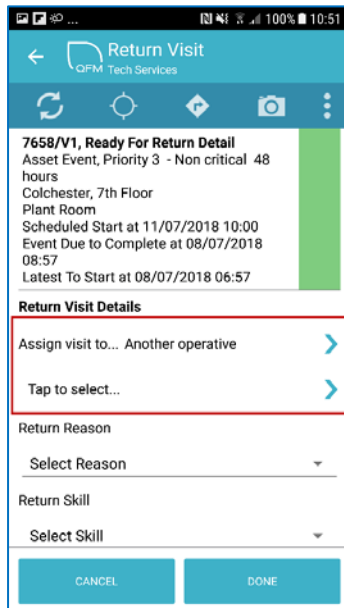 100% 10:51
Return Visit
QFM Tech Services
7658/V1, Ready For Return Detail
Asset Event, Priority 3 - Non critical 48
hours
Colchester, 7th Floor
Plant Room
Scheduled Start at 11/07/2018 10:00
Event Due to Complete at 08/07/2018
08:57
Latest To Start at 08/07/2018 06:57
Return Visit Details
Assign visit to... Another operative
Tap to select...
Return Reason
Select Reason
Return Skill
Select Skill
CANCEL DONE